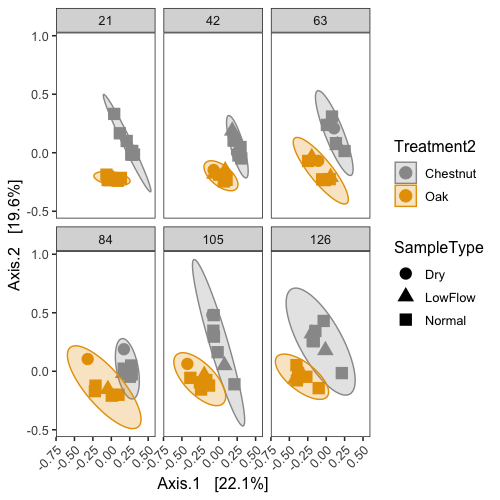 21 42 63
1.0
0.5
0.0
-0.5
84 105 126
1.0
0.5
0.0
-0.5
-0.75 -0.50 -0.25 0.00 0.25 0.50 -0.75 -0.50 -0.25 0.00 0.25 0.50 -0.75 -0.50 -0.25 0.00 0.25 0.50
Axis.1 [22.1%]
Axis.2 [19.6%]
Treatment2
Chestnut
Oak
SampleType
Dry
LowFlow
Normal